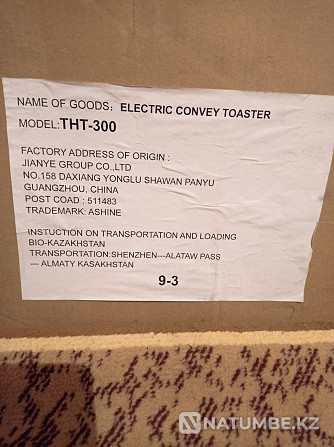 NAME OF GOODS: ELECTRIC CONVEY TOASTER
MODEL:THT-300
FACTORY ADDRESS OF ORIGIN :
JIANYE GROUP CO.,LTD
NO.158 DAXIANG YONGLU SHAWAN PANYU
GUANGZHOU, CHINA
POST COAD : 511483
TRADEMARK: ASHINE
INSTUCTION ON TRANSPORTATION AND LOADING
BIO-KAZAKHSTAN
TRANSPORTATION:SHENZHEN---ALATAW PASS
--- ALMATY KASAKHSTAN
9-3
NATUMBE.KZ